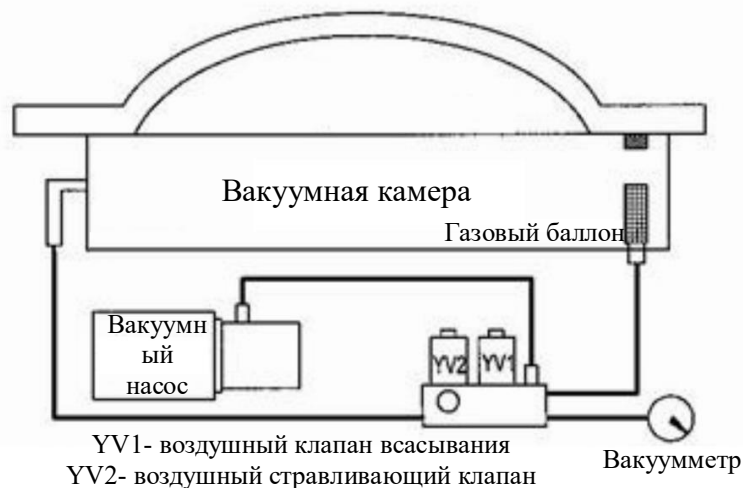 Вакуумная камера
Газовый баллон
Вакуумн
ый
насос
YV2
YV1
YV1- воздушный клапан всасывания
YV2- воздушный стравливающий клапан
Вакуумметр